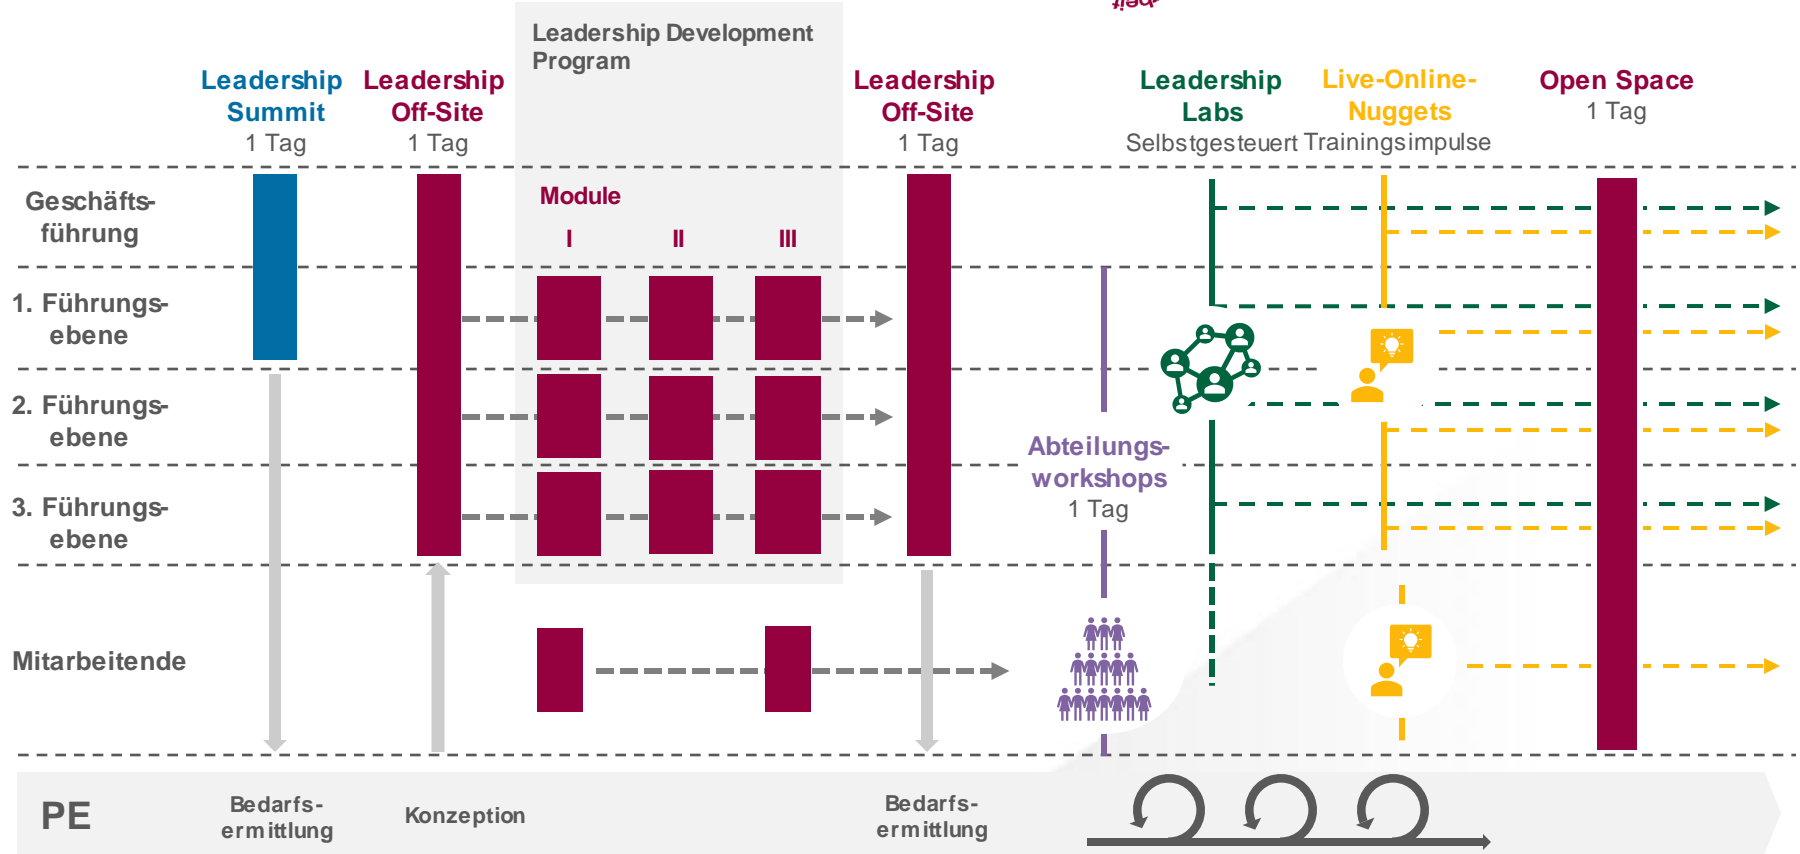 beit
Leadership Development
Program
Leadership
Summit
1 Tag
Leadership
Off-Site
1 Tag
Leadership
Off-Site
1 Tag
Leadership
Labs
Selbstgesteuert
Live-Online-
Nuggets
Trainingsimpulse
Open Space
1 Tag
Geschäfts-
führung
Module
I II III
1. Führungs-
ebene
2. Führungs-
ebene
Abteilungs-
workshops
1 Tag
3. Führungs-
ebene
Mitarbeitende
PE
Bedarfs-
ermittlung
Konzeption
Bedarfs-
ermittlung